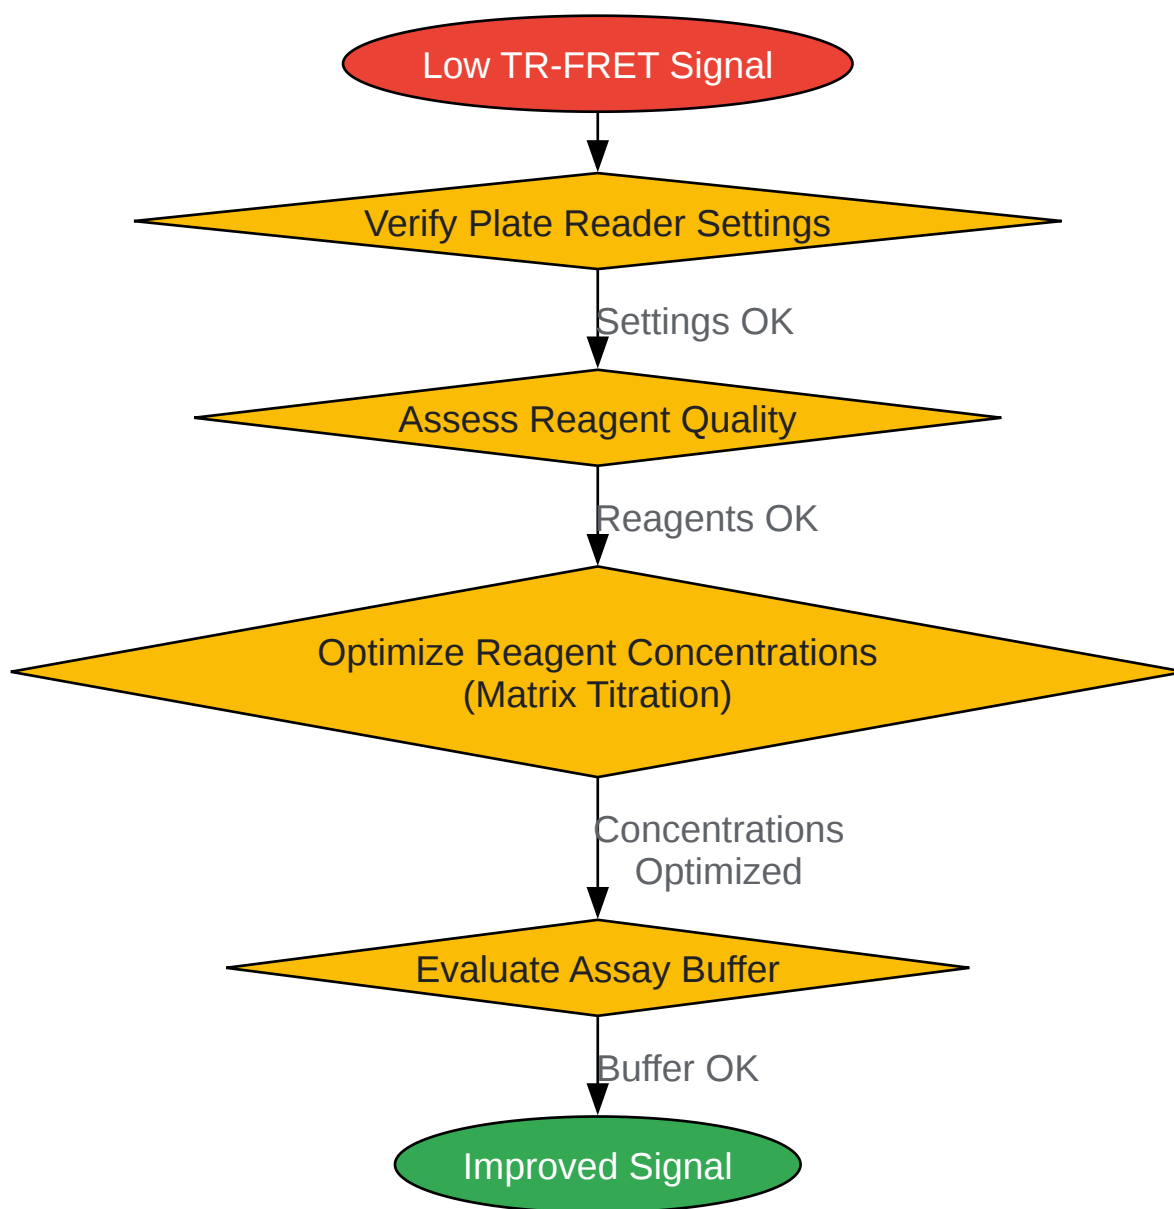 Low TR-FRET Signal
Verify Plate Reader Settings
Settings OK
Assess Reagent Quality
Reagents OK
Optimize Reagent Concentrations
(Matrix Titration)
Concentrations
Optimized
Evaluate Assay Buffer
Buffer OK
Improved Signal